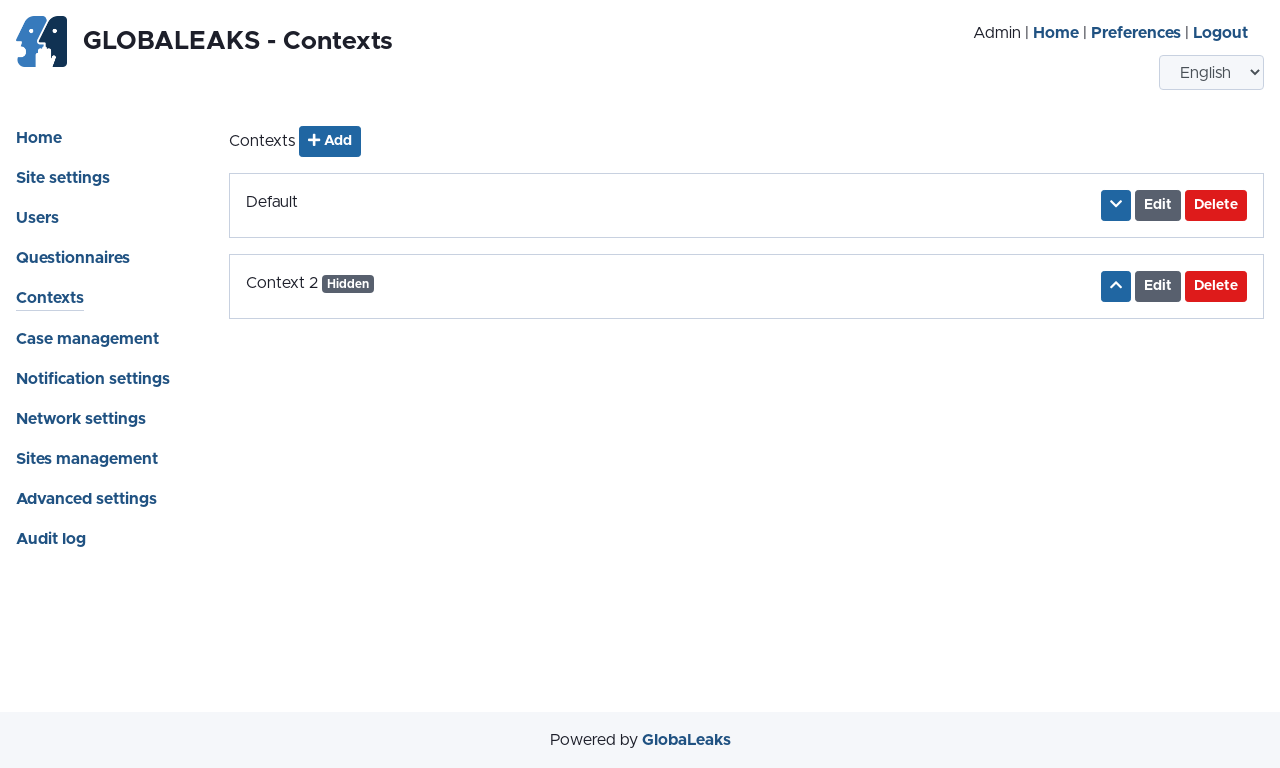 GLOBALEAKS - Contexts
Admin | Home | Preferences | Logout
English
Home
Site settings
Users
Questionnaires
Contexts
Case management
Notification settings
Network settings
Sites management
Advanced settings
Audit log
Contexts Add
Default Edit Delete
Context 2 Hidden Edit Delete
Powered by GlobaLeaks